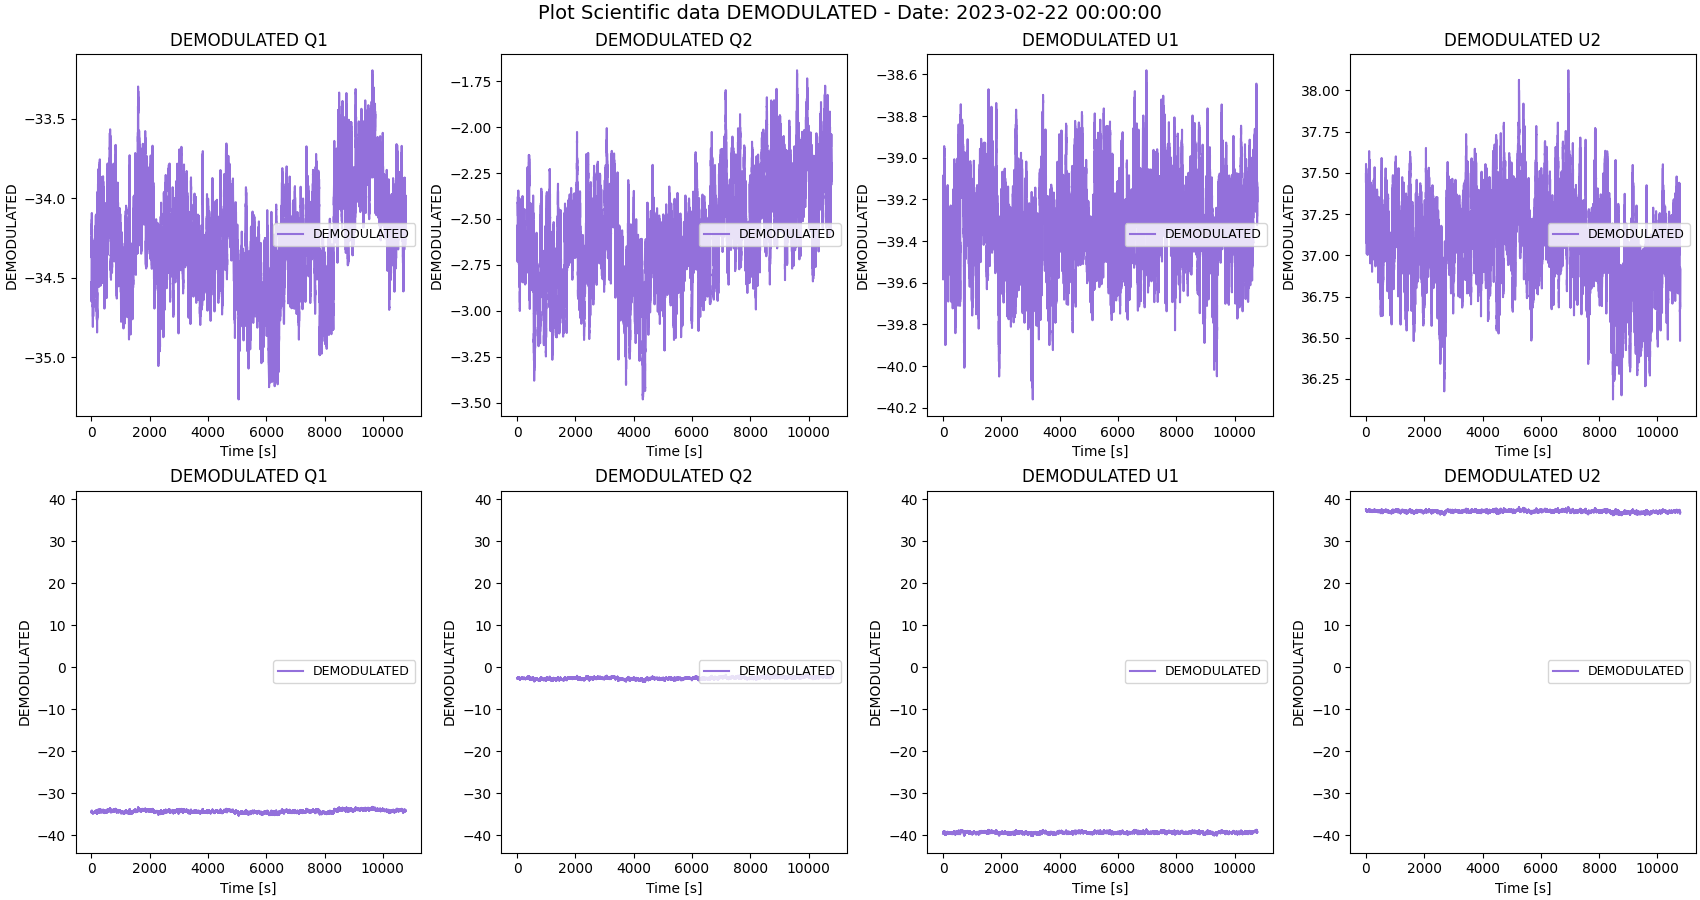 Plot Scientific data DEMODULATED - Date: 2023-02-22 00:00:00
DEMODULATED Q1
DEMODULATED
−33.5
−34.0
−34.5
−35.0
DEMODULATED
0 2000 4000 6000 8000 10000
Time [s]
DEMODULATED Q2
DEMODULATED
−1.75
−2.00
−2.25
−2.50
−2.75
−3.00
−3.25
−3.50
DEMODULATED
0 2000 4000 6000 8000 10000
Time [s]
DEMODULATED U1
DEMODULATED
−38.6
−38.8
−39.0
−39.2
−39.4
−39.6
−39.8
−40.0
−40.2
DEMODULATED
0 2000 4000 6000 8000 10000
Time [s]
DEMODULATED U2
DEMODULATED
38.00
37.75
37.50
37.25
37.00
36.75
36.50
36.25
DEMODULATED
0 2000 4000 6000 8000 10000
Time [s]
DEMODULATED Q1
DEMODULATED
40
30
20
10
0
−10
−20
−30
−40
DEMODULATED
0 2000 4000 6000 8000 10000
Time [s]
DEMODULATED Q2
DEMODULATED
40
30
20
10
0
−10
−20
−30
−40
DEMODULATED
0 2000 4000 6000 8000 10000
Time [s]
DEMODULATED U1
DEMODULATED
40
30
20
10
0
−10
−20
−30
−40
DEMODULATED
0 2000 4000 6000 8000 10000
Time [s]
DEMODULATED U2
DEMODULATED
40
30
20
10
0
−10
−20
−30
−40
DEMODULATED
0 2000 4000 6000 8000 10000
Time [s]